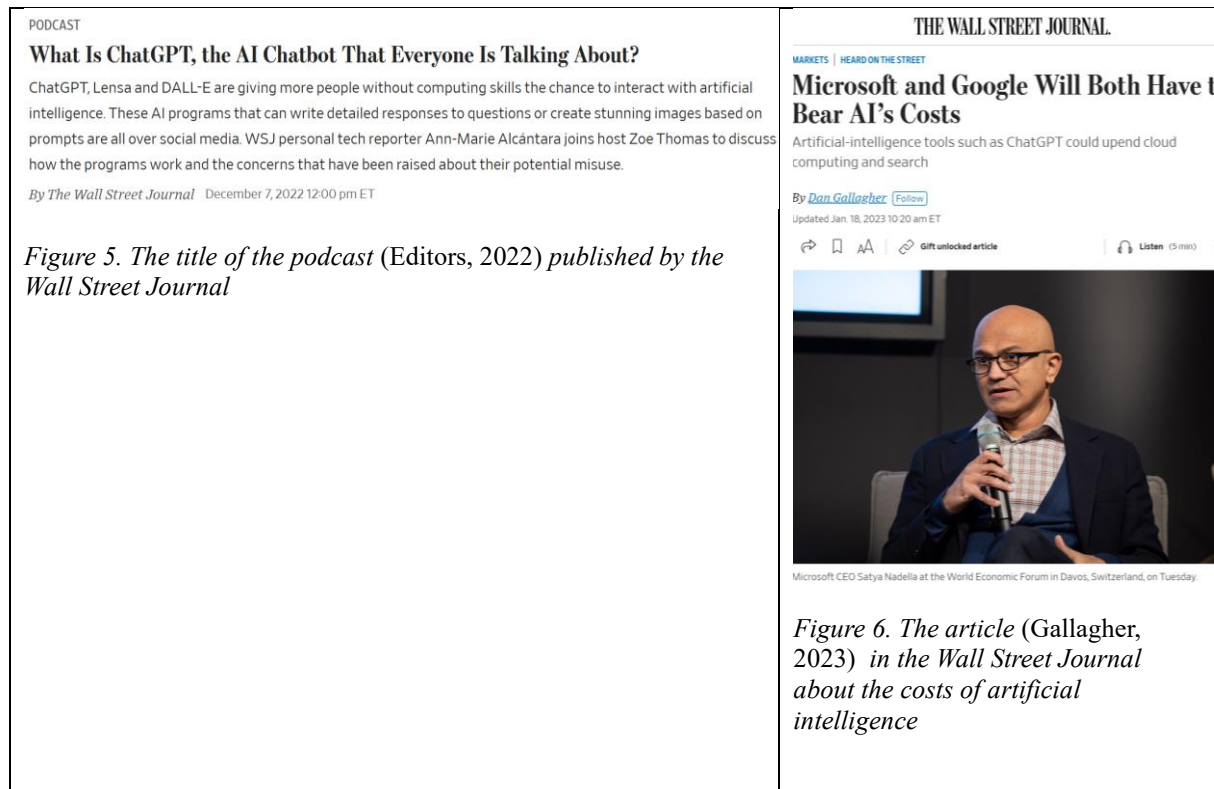 PODCAST
What Is ChatGPT, the AI Chatbot That Everyone Is Talking About?
ChatGPT, Lensa and DALL-E are giving more people without computing skills the chance to interact with artificial
intelligence. These AI programs that can write detailed responses to questions or create stunning images based on
prompts are all over social media. WSJ personal tech reporter Ann-Marie Alcántara joins host Zoe Thomas to discuss
how the programs work and the concerns that have been raised about their potential misuse.
By The Wall Street Journal December 7, 2022 12:00 pm ET
Figure 5. The title of the podcast (Editors, 2022) published by the
Wall Street Journal
THE WALL STREET JOURNAL.
MARKETS | HEARD ON THE STREET
Microsoft and Google Will Both Have t
Bear AI's Costs
Artificial-intelligence tools such as ChatGPT could upend cloud
computing and search
By Dan Gallagher Follow
Updated Jan. 18, 2023 10:20 am ET
AA Gift unlocked article Listen (5 min)
Microsoft CEO Satya Nadella at the World Economic Forum in Davos, Switzerland, on Tuesday.
Figure 6. The article (Gallagher,
2023) in the Wall Street Journal
about the costs of artificial
intelligence